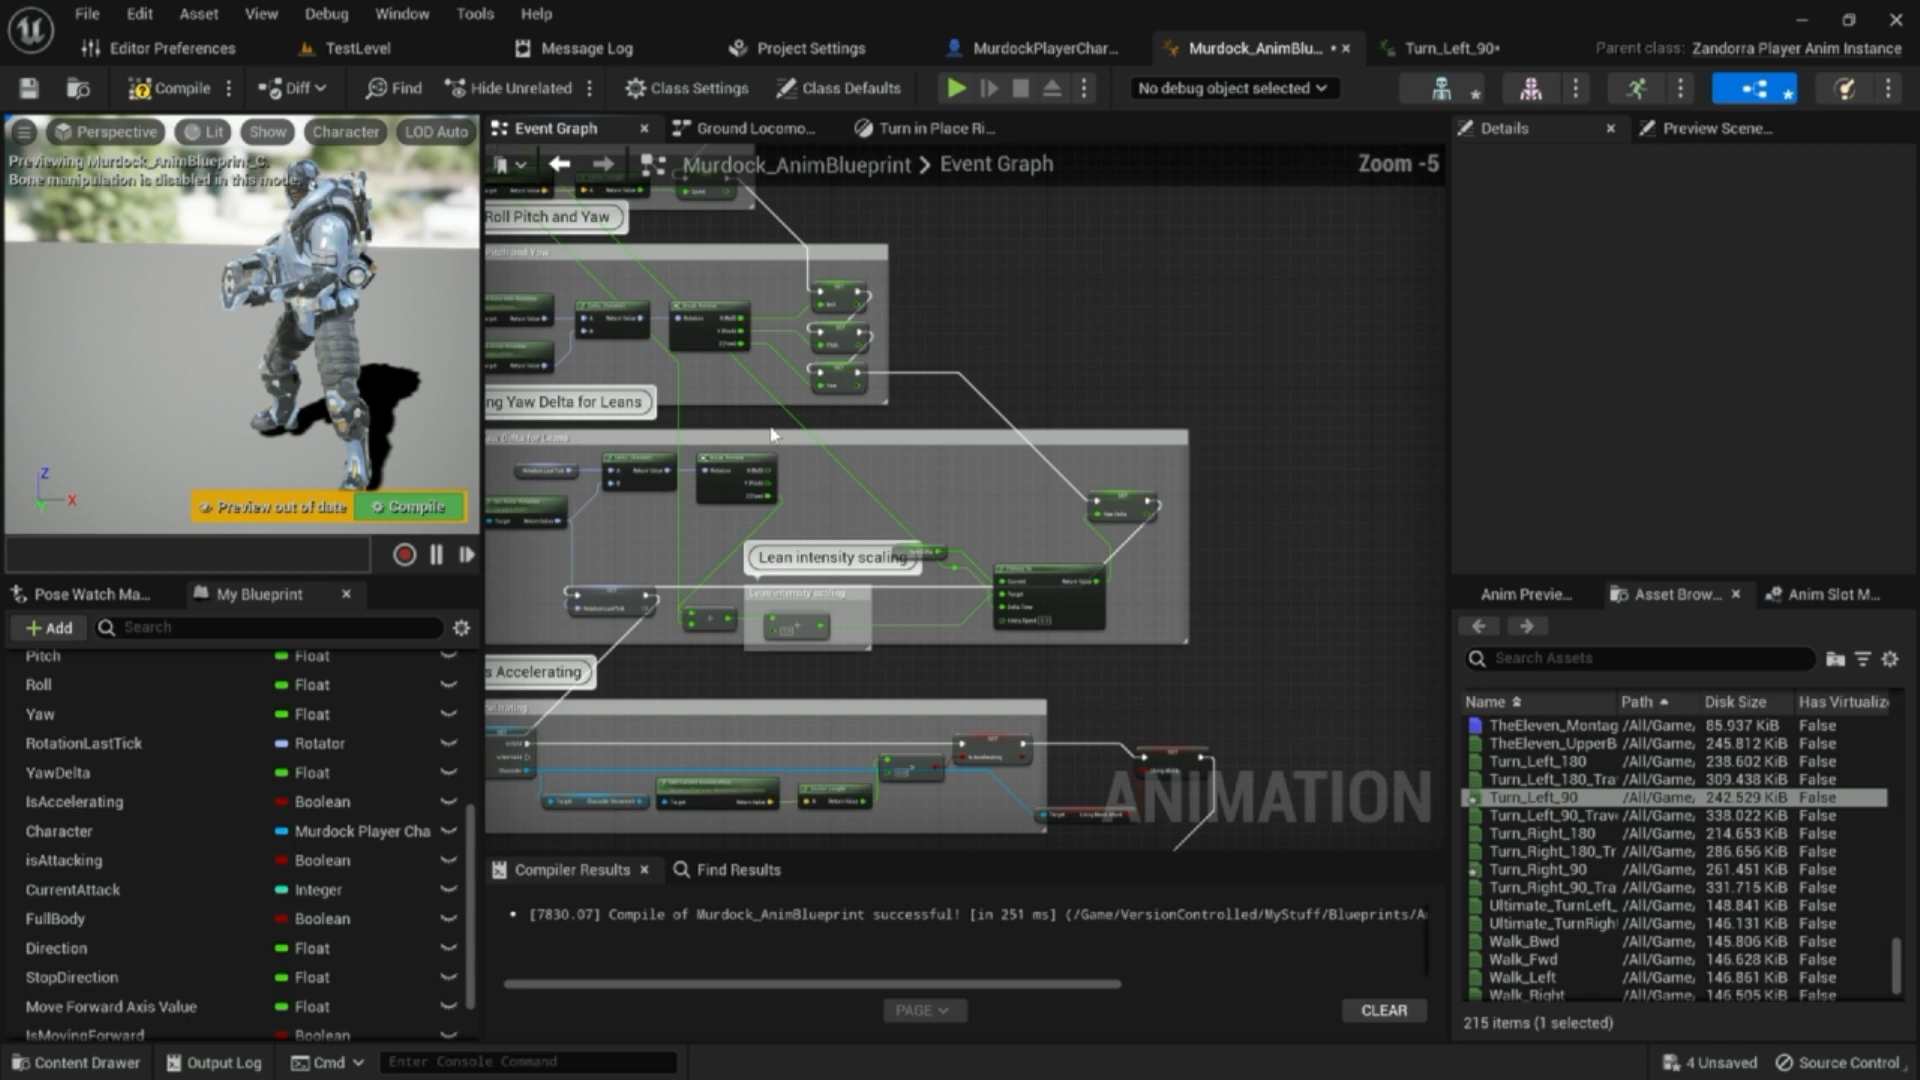 File Edit Asset View Debug Window Tools Help
Editor Preferences TestLevel Message Log Project Settings MurdockPlayerChar... Murdock_AnimBlu... Turn_Left_90* Parent class: Zandorra Player Anim Instance
Compile Diff Find Hide Unrelated Class Settings Class Defaults No debug object selected
Perspective Lit Show Character LOD Auto
Previewing Murdock_AnimBlueprint_C.
Bone manipulation is disabled in this mode.
Z
X
Preview out of date Compile
Event Graph Ground Locomo... Turn in Place Ri...
Murdock_AnimBlueprint > Event Graph Zoom -5
Roll Pitch and Yaw
Pitch and Yaw
ng Yaw Delta for Leans
aw Delta for Leans
Lean intensity scaling
Lean intensity scaling
s Accelerating
celerating
ANIMATION
Pose Watch Ma... My Blueprint
Add Search
Pitch Float
Roll Float
Yaw Float
RotationLastTick Rotator
YawDelta Float
IsAccelerating Boolean
Character Murdock Player Cha
isAttacking Boolean
CurrentAttack Integer
FullBody Boolean
Direction Float
StopDirection Float
Move Forward Axis Value Float
IsMovingForward Boolean
Compiler Results Find Results
[7830.07] Compile of Murdock_AnimBlueprint successful! [in 251 ms] (/Game/VersionControlled/MyStuff/Blueprints/A
PAGE CLEAR
Details Preview Scene...
Anim Previe... Asset Brow... Anim Slot M...
Search Assets
Name Path Disk Size Has Virtualiz
TheEleven_Montag /All/Game, 85.937 KiB False
TheEleven_UpperB /All/Game, 245.812 KiB False
Turn_Left_180 /All/Game, 238.602 KiB False
Turn_Left_180_Tra /All/Game, 309.438 KiB False
Turn_Left_90 /All/Game, 242.529 KiB False
Turn_Left_90_Trav /All/Game, 338.022 KiB False
Turn_Right_180 /All/Game, 214.653 KiB False
Turn_Right_180_Tr /All/Game, 286.656 KiB False
Turn_Right_90 /All/Game, 261.451 KiB False
Turn_Right_90_Tra /All/Game, 331.715 KiB False
Ultimate_TurnLeft_ /All/Game, 148.841 KiB False
Ultimate_TurnRight /All/Game, 146.131 KiB False
Walk_Bwd /All/Game, 145.806 KiB False
Walk_Fwd /All/Game, 146.628 KiB False
Walk_Left /All/Game, 146.861 KiB False
Walk_Right /All/Game, 146.505 KiB False
215 items (1 selected)
Content Drawer Output Log Cmd Enter Console Command 4 Unsaved Source Control